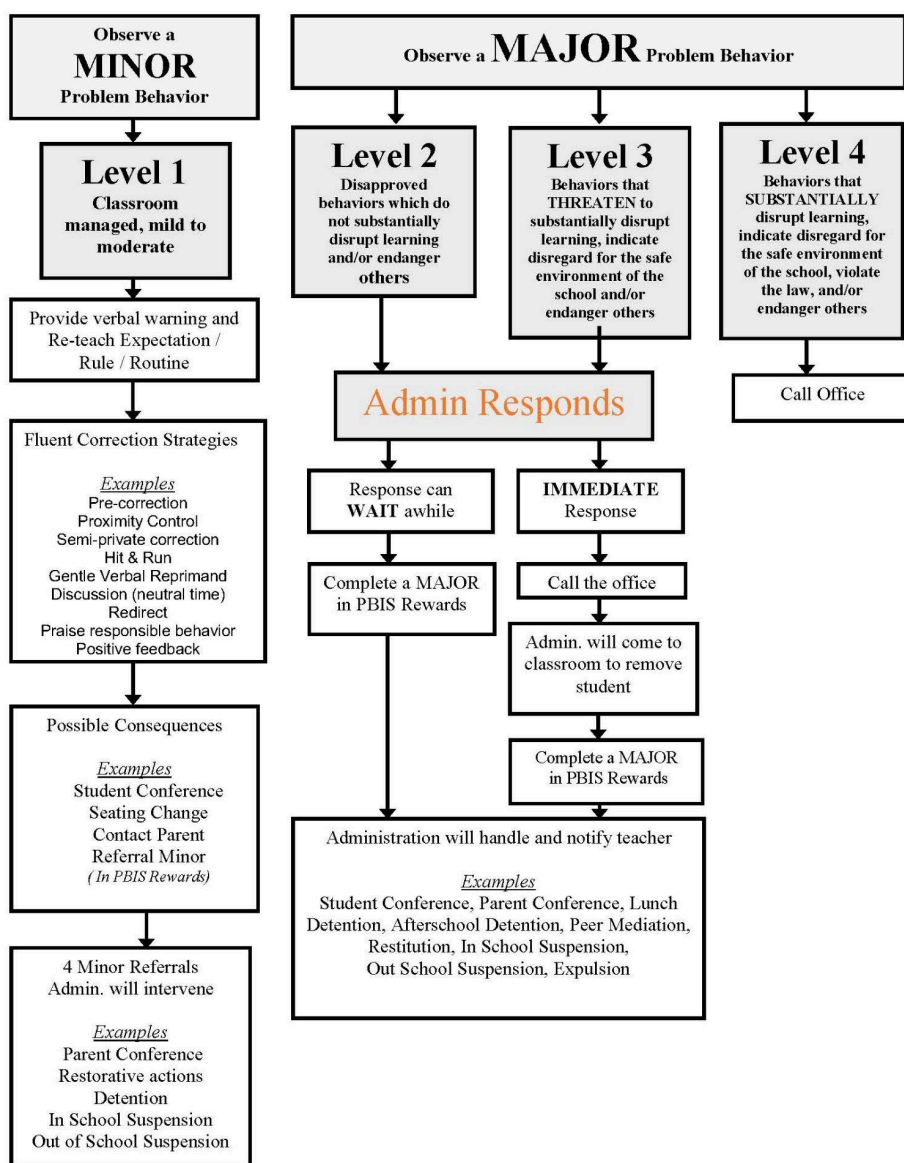 Observe a
MINOR
Problem Behavior
Level 1
Classroom
managed, mild to
moderate
Provide verbal warning and
Re-teach Expectation /
Rule / Routine
Fluent Correction Strategies
Examples
Pre-correction
Proximity Control
Semi-private correction
Hit & Run
Gentle Verbal Reprimand
Discussion (neutral time)
Redirect
Praise responsible behavior
Positive feedback
Possible Consequences
Examples
Student Conference
Seating Change
Contact Parent
Referral Minor
( In PBIS Rewards)
4 Minor Referrals
Admin. will intervene
Examples
Parent Conference
Restorative actions
Detention
In School Suspension
Out of School Suspension
Observe a MAJOR Problem Behavior
Level 2
Disapproved
behaviors which do
not substantially
disrupt learning
and/or endanger
others
Level 3
Behaviors that
THREATEN to
substantially disrupt
learning, indicate
disregard for the safe
environment of the
school and/or
endanger others
Level 4
Behaviors that
SUBSTANTIALLY
disrupt learning,
indicate disregard for
the safe environment
of the school, violate
the law, and/or
endanger others
Call Office
Admin Responds
Response can
WAIT awhile
Complete a MAJOR
in PBIS Rewards
IMMEDIATE
Response
Call the office
Admin. will come to
classroom to remove
student
Complete a MAJOR
in PBIS Rewards
Administration will handle and notify teacher
Examples
Student Conference, Parent Conference, Lunch
Detention, Afterschool Detention, Peer Mediation,
Restitution, In School Suspension,
Out School Suspension, Expulsion